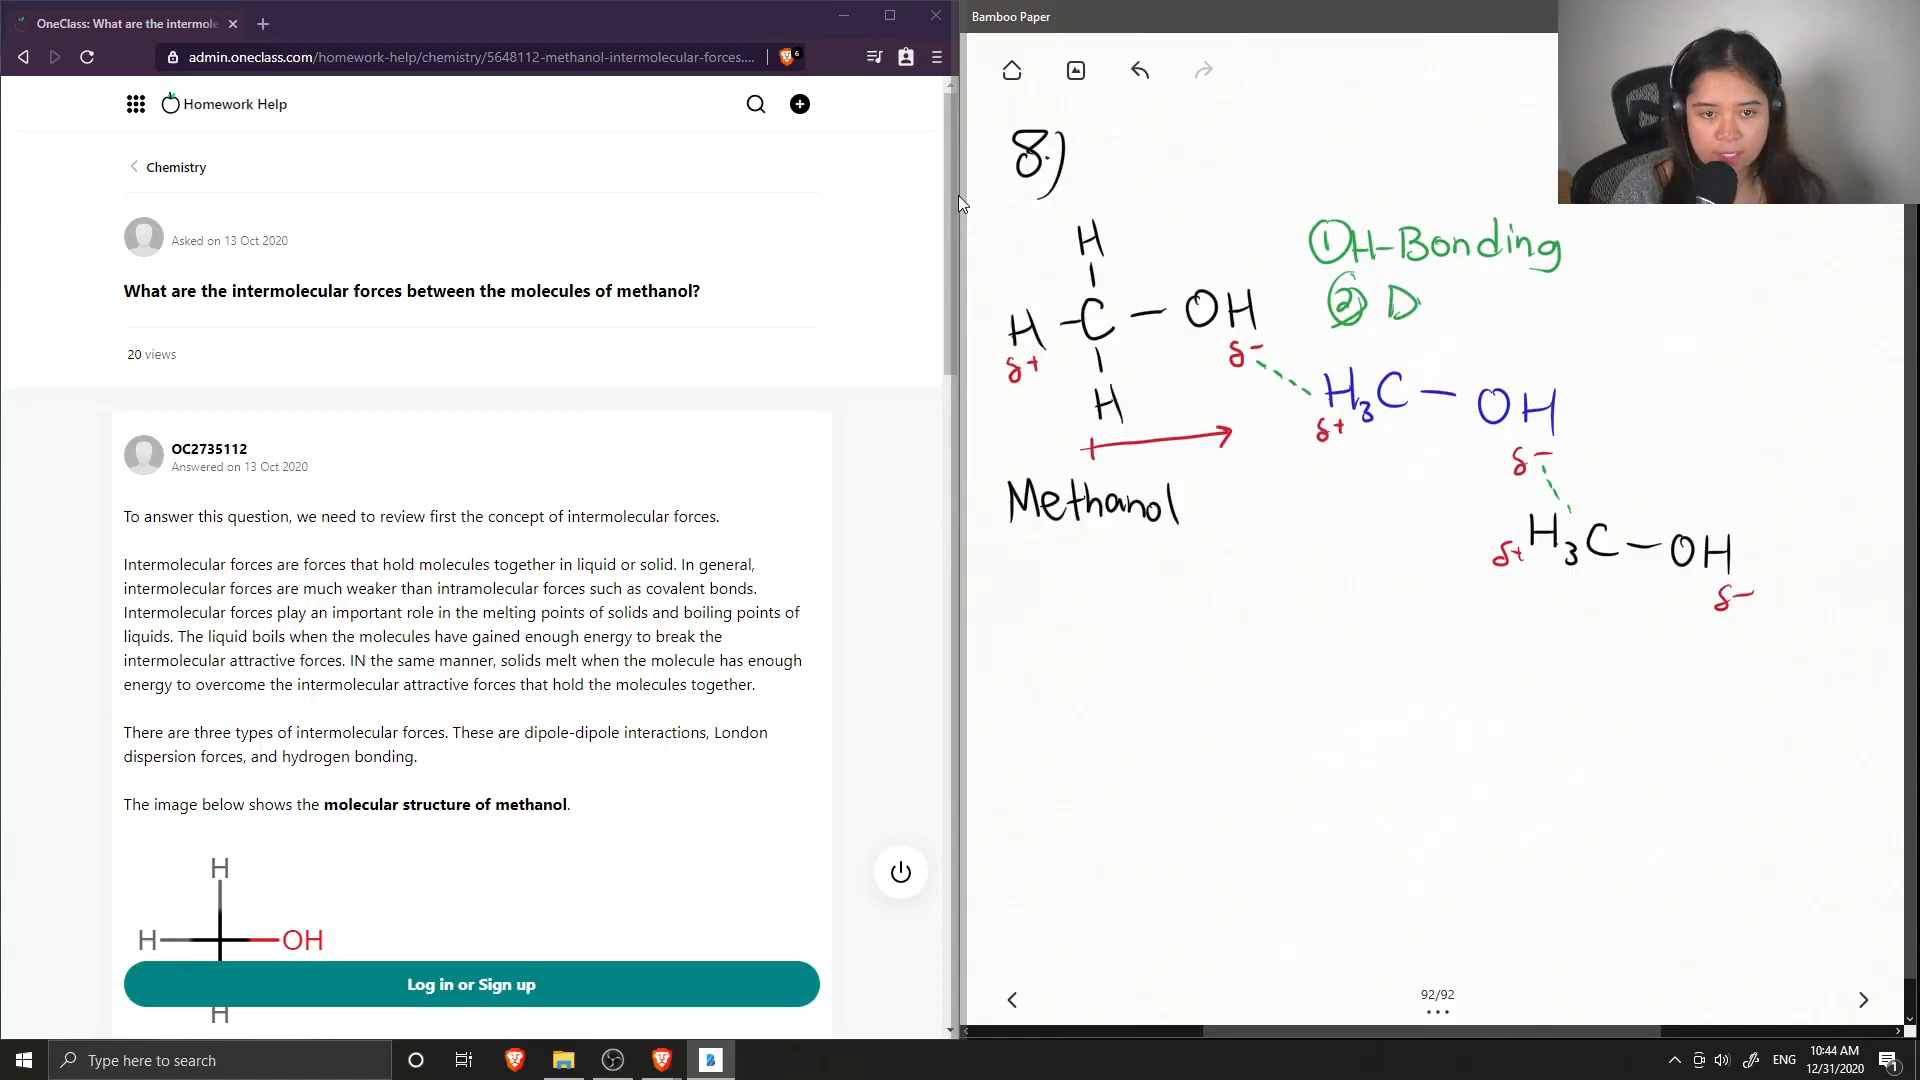 OneClass: What are the intermole
admin.oneclass.com/homework-help/chemistry/5648112-methanol-intermolecular-forces....
6
Homework Help
Chemistry
Asked on 13 Oct 2020
What are the intermolecular forces between the molecules of methanol?
20 views
OC2735112
Answered on 13 Oct 2020
To answer this question, we need to review first the concept of intermolecular forces.
Intermolecular forces are forces that hold molecules together in liquid or solid. In general,
intermolecular forces are much weaker than intramolecular forces such as covalent bonds.
Intermolecular forces play an important role in the melting points of solids and boiling points of
liquids. The liquid boils when the molecules have gained enough energy to break the
intermolecular attractive forces. IN the same manner, solids melt when the molecule has enough
energy to overcome the intermolecular attractive forces that hold the molecules together.
There are three types of intermolecular forces. These are dipole-dipole interactions, London
dispersion forces, and hydrogen bonding.
The image below shows the molecular structure of methanol.
H
H OH
Log in or Sign up
H
Bamboo Paper
8.)
H
H - C - OH
δ+ δ-
H
Methanol
① H-Bonding
② D
H₃C - OH
δ+ δ-
H₃C - OH
δ+ δ-
92/92
Type here to search
ENG
10:44 AM
12/31/2020
1